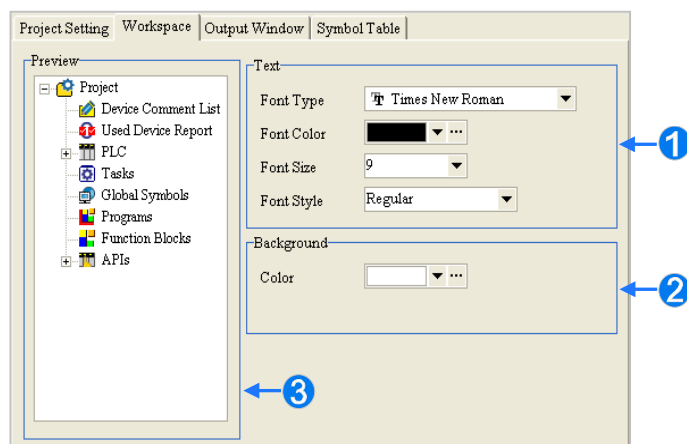 Project Setting Workspace Output Window Symbol Table
Preview
Project
Device Comment List
Used Device Report
PLC
Tasks
Global Symbols
Programs
Function Blocks
APIs
Text
Font Type Times New Roman
Font Color
Font Size 9
Font Style Regular
Background
Color
1
2
3